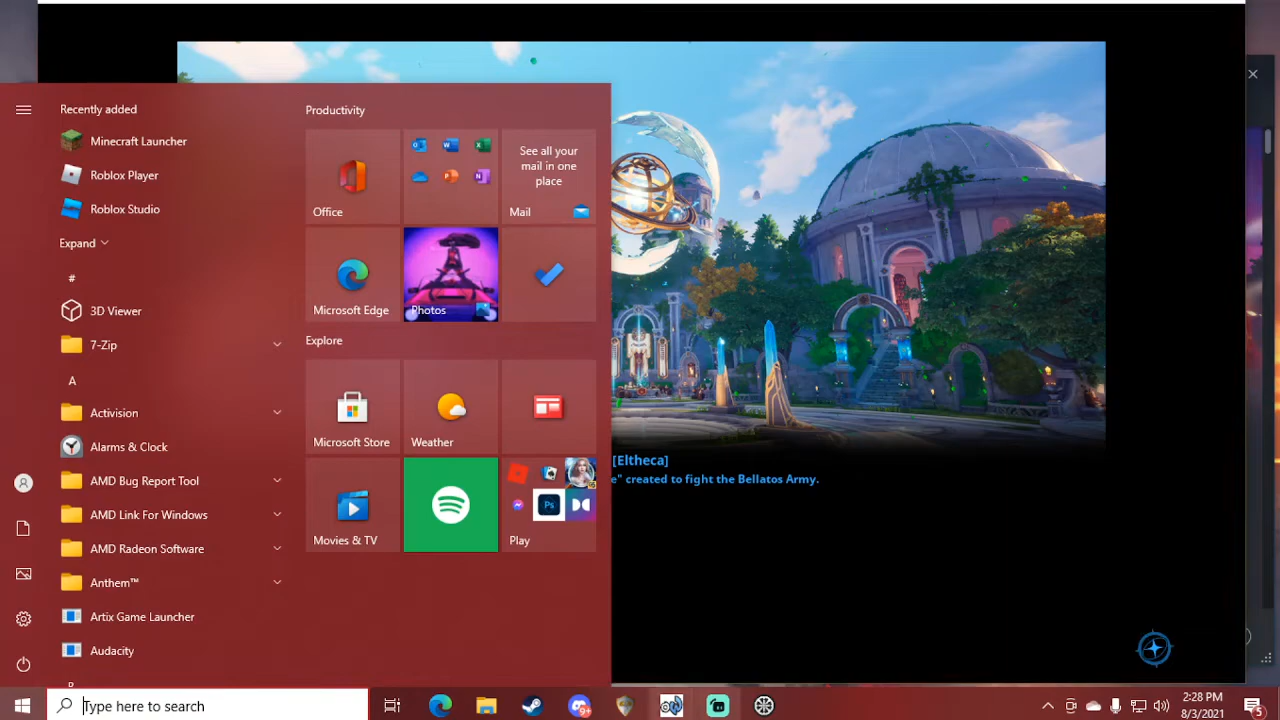 Recently added
Minecraft Launcher
Roblox Player
Roblox Studio
Expand
#
3D Viewer
7-Zip
A
Activision
Alarms & Clock
AMD Bug Report Tool
AMD Link For Windows
AMD Radeon Software
Anthem™
Artix Game Launcher
Audacity
Productivity
Office
See all your
mail in one
place
Mail
Microsoft Edge
Photos
Explore
Microsoft Store
Weather
Movies & TV
Ps
Play
[Eltheca]
e" created to fight the Bellatos Army.
Type here to search
9+
2:28 PM
8/3/2021
5